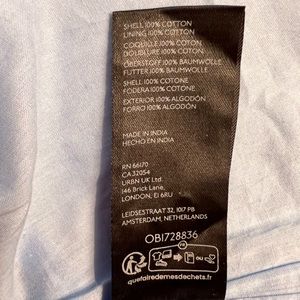 SHELL 100% COTTON
LINING 100% COTTON
COQUILLE 100% COTON
DOUBLURE 100% COTON
OBERSTOFF 100% BAUMWOLLE
FUTTER 100% BAUMWOLLE
SHELL 100% COTONE
FODERA 100% COTONE
EXTERIOR 100% ALGODÓN
FORRO 100% ALGODÓN
MADE IN INDIA
HECHO EN INDIA
RN 66170
CA 32054
URBN UK Ltd.
146 Brick Lane,
LONDON, E1 6RU
LEIDSESTRAAT 32, 1017 PB
AMSTERDAM, NETHERLANDS
OB1728836
FR
quefairedemesdechets.fr